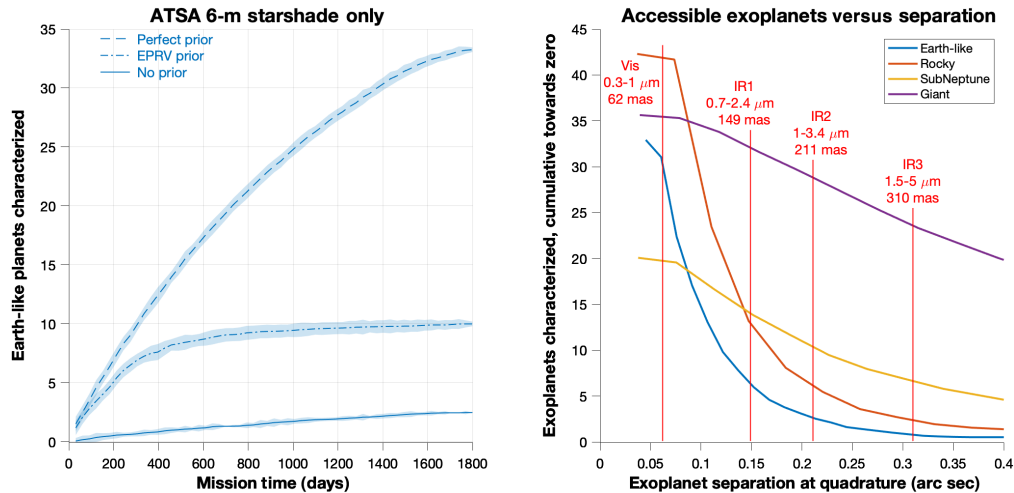 ATSA 6-m starshade only
Perfect prior
EPRV prior
No prior
Earth-like planets characterized
35
30
25
20
15
10
5
0
0 200 400 600 800 1000 1200 1400 1600 1800
Mission time (days)
Accessible exoplanets versus separation
Earth-like
Rocky
SubNeptune
Giant
Vis
0.3-1 μm
62 mas
IR1
0.7-2.4 μm
149 mas
IR2
1-3.4 μm
211 mas
IR3
1.5-5 μm
310 mas
Exoplanets characterized, cumulative towards zero
45
40
35
30
25
20
15
10
5
0
0 0.05 0.1 0.15 0.2 0.25 0.3 0.35 0.4
Exoplanet separation at quadrature (arc sec)